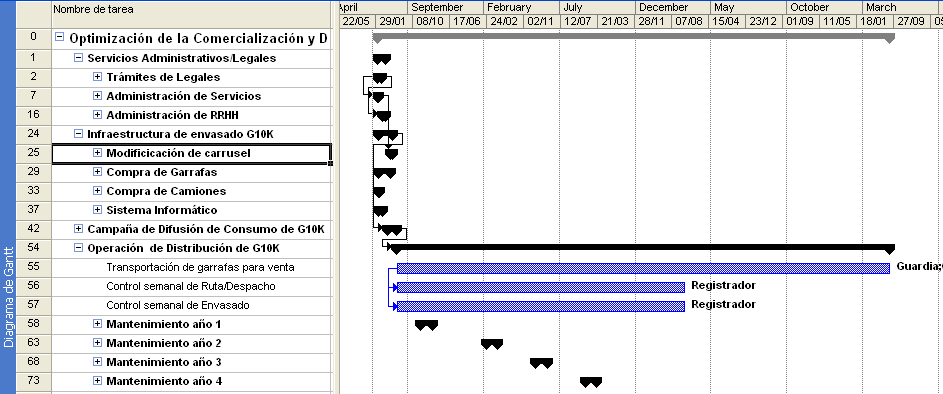 Nombre de tarea
April September February July December May October March
22/05 29/01 08/10 17/06 24/02 02/11 12/07 21/03 28/11 07/08 15/04 23/12 01/09 11/05 18/01 27/09 05
0 Optimización de la Comercialización y D
1 Servicios Administrativos/Legales
2 Trámites de Legales
7 Administración de Servicios
16 Administración de RRHH
24 Infraestructura de envasado G10K
25 Modificicación de carrusel
29 Compra de Garrafas
33 Compra de Camiones
37 Sistema Informático
42 Campaña de Difusión de Consumo de G10K
54 Operación de Distribución de G10K
55 Transportación de garrafas para venta Guardia;
56 Control semanal de Ruta/Despacho Registrador
57 Control semanal de Envasado Registrador
58 Mantenimiento año 1
63 Mantenimiento año 2
68 Mantenimiento año 3
73 Mantenimiento año 4
Diagrama de Gantt